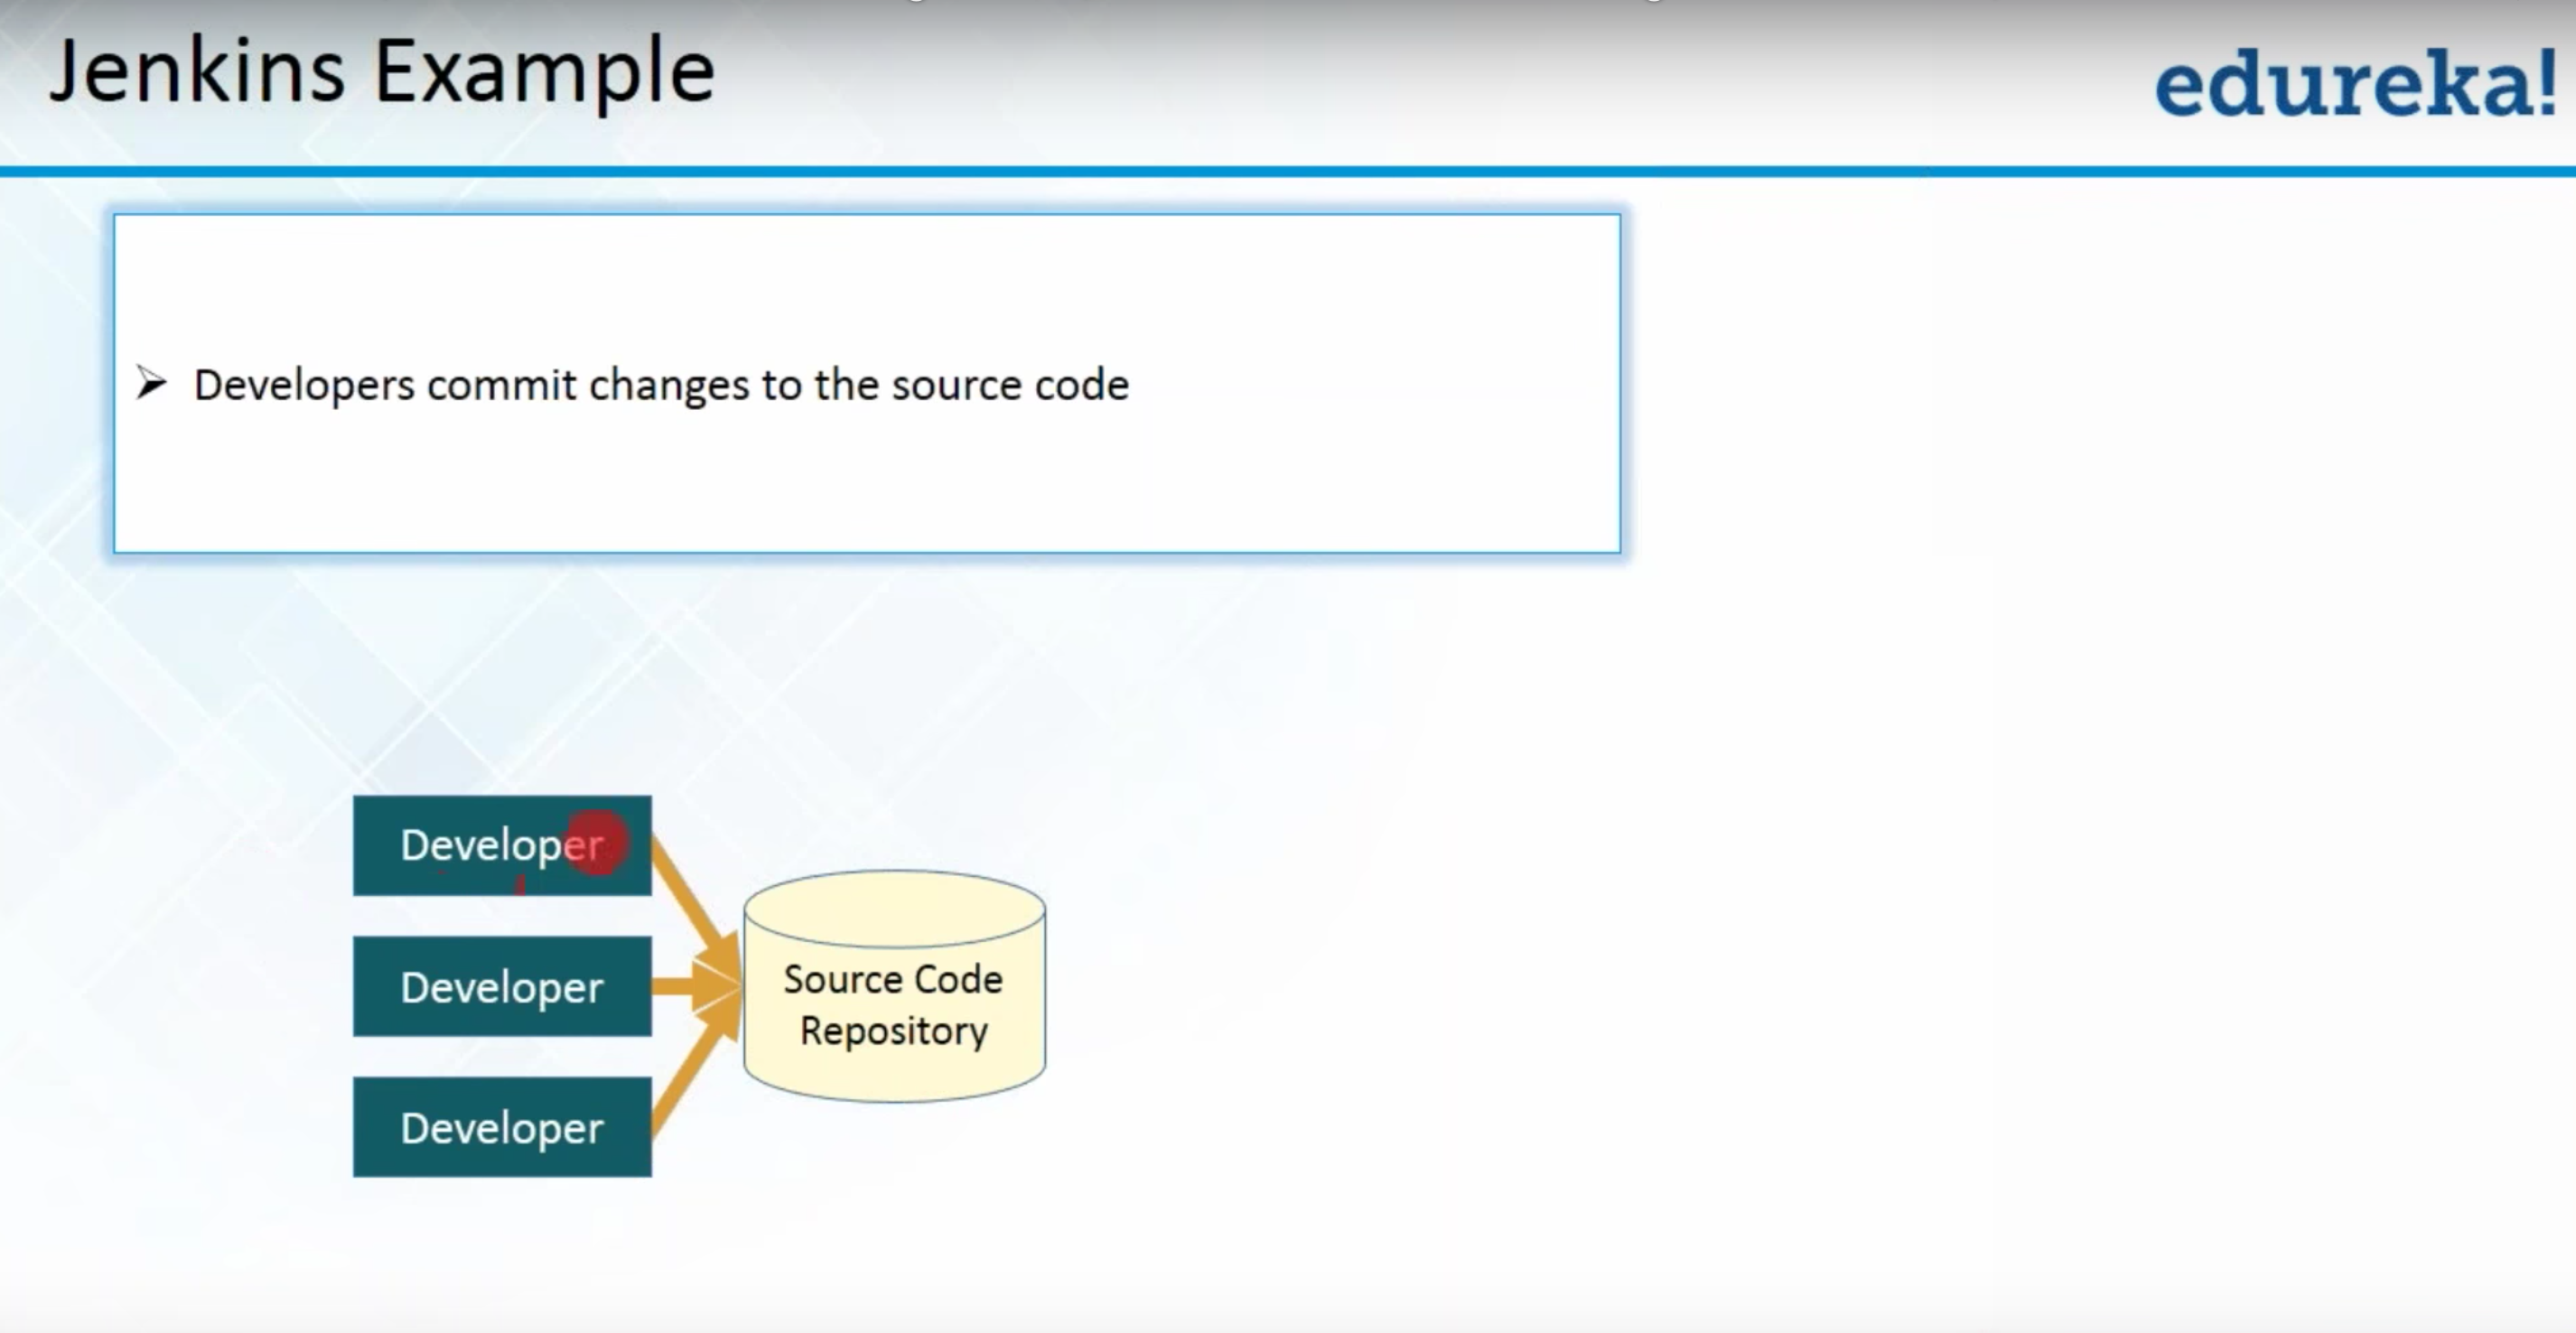 Jenkins Example
edureka!
Developers commit changes to the source code
Developer
Developer
Developer
Source Code
Repository